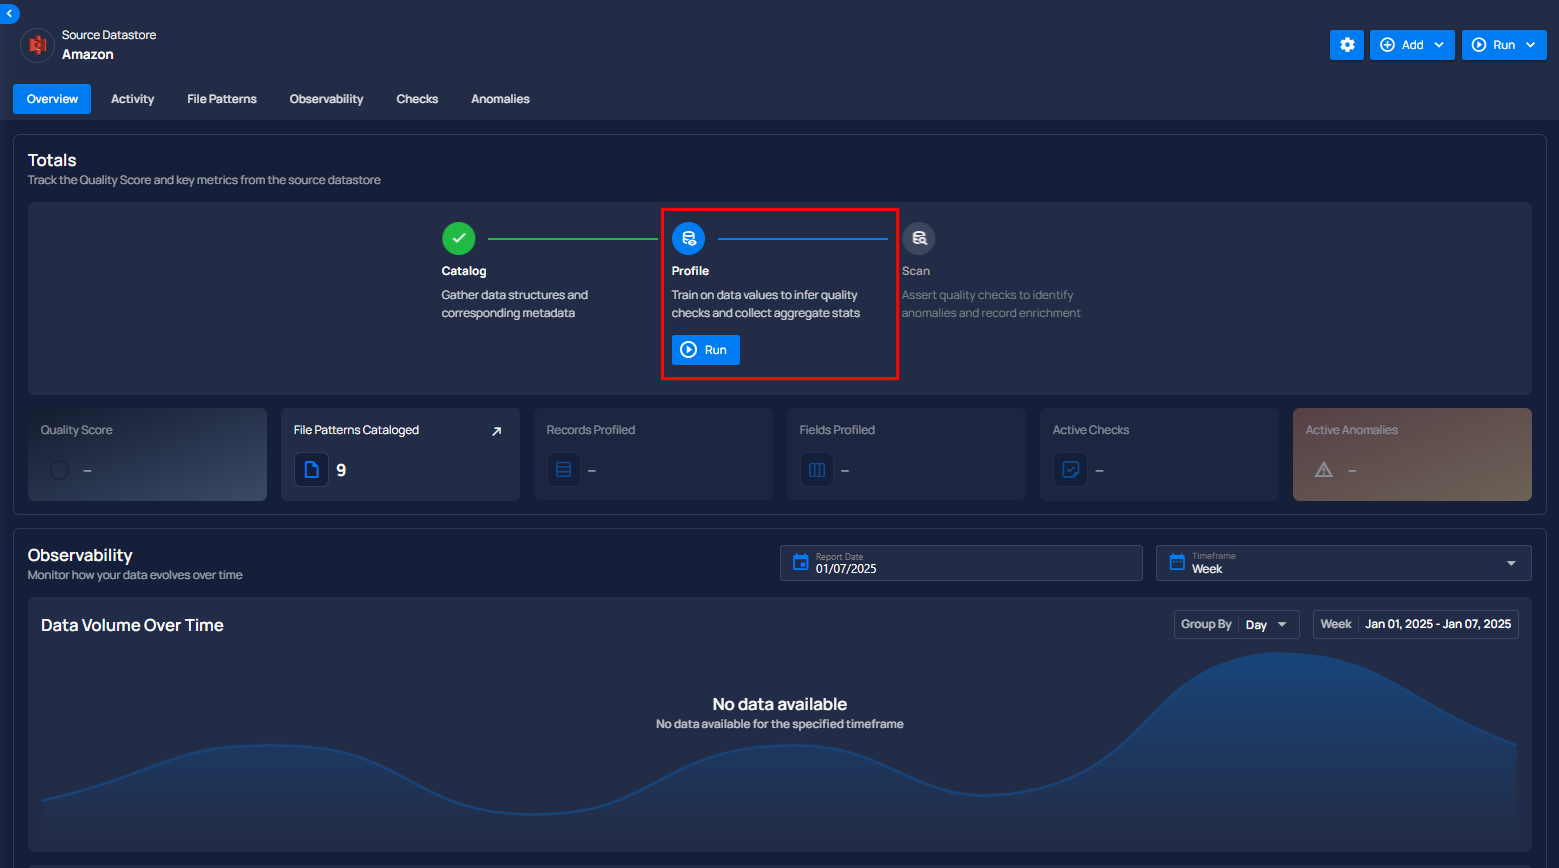 Source Datastore
Amazon
Add
Run
Overview
Activity
File Patterns
Observability
Checks
Anomalies
Totals
Track the Quality Score and key metrics from the source datastore
Catalog
Gather data structures and
corresponding metadata
Profile
Train on data values to infer quality
checks and collect aggregate stats
Run
Scan
Assert quality checks to identify
anomalies and record enrichment
Quality Score
–
File Patterns Cataloged
9
Records Profiled
–
Fields Profiled
–
Active Checks
–
Active Anomalies
–
Observability
Monitor how your data evolves over time
Report Date
01/07/2025
Timeframe
Week
Data Volume Over Time
Group By Day
Week Jan 01, 2025 - Jan 07, 2025
No data available
No data available for the specified timeframe